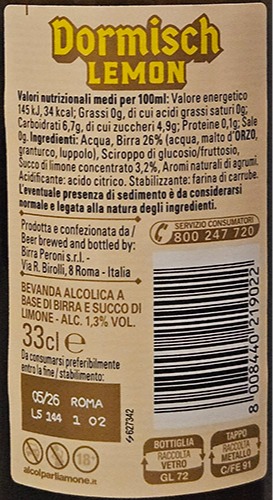 Dormisch
LEMON
Valori nutrizionali medi per 100ml: Valore energetico
145 kJ, 34 kcal; Grassi 0g, di cui acidi grassi saturi 0g;
Carboidrati 6,7g, di cui zuccheri 4,9g; Proteine 0,1g; Sale
0g. Ingredienti: Acqua, Birra 26% (acqua, malto d'ORZO,
granturco, luppolo), Sciroppo di glucosio/fruttosio,
Succo di limone concentrato 3,2%, Aromi naturali di agrumi.
Acidificante: acido citrico. Stabilizzante: farina di carrube.
L'eventuale presenza di sedimento è da considerarsi
normale e legata alla natura degli ingredienti.
Prodotta e confezionata da /
Beer brewed and bottled by:
Birra Peroni s.r.l. -
Via R. Birolli, 8 Roma - Italia
SERVIZIO CONSUMATORI
800 247 720
BEVANDA ALCOLICA A
BASE DI BIRRA E SUCCO DI
LIMONE - ALC. 1,3% VOL.
33cl e
Da consumarsi preferibilmente
entro la fine / stabilimento:
05/26 ROMA
L5 144 1 02
8 008440 219022
627342
18+
alcolparliamone.it
BOTTIGLIA
RACCOLTA
VETRO
GL 72
TAPPO
RACCOLTA
METALLO
C/FE 91